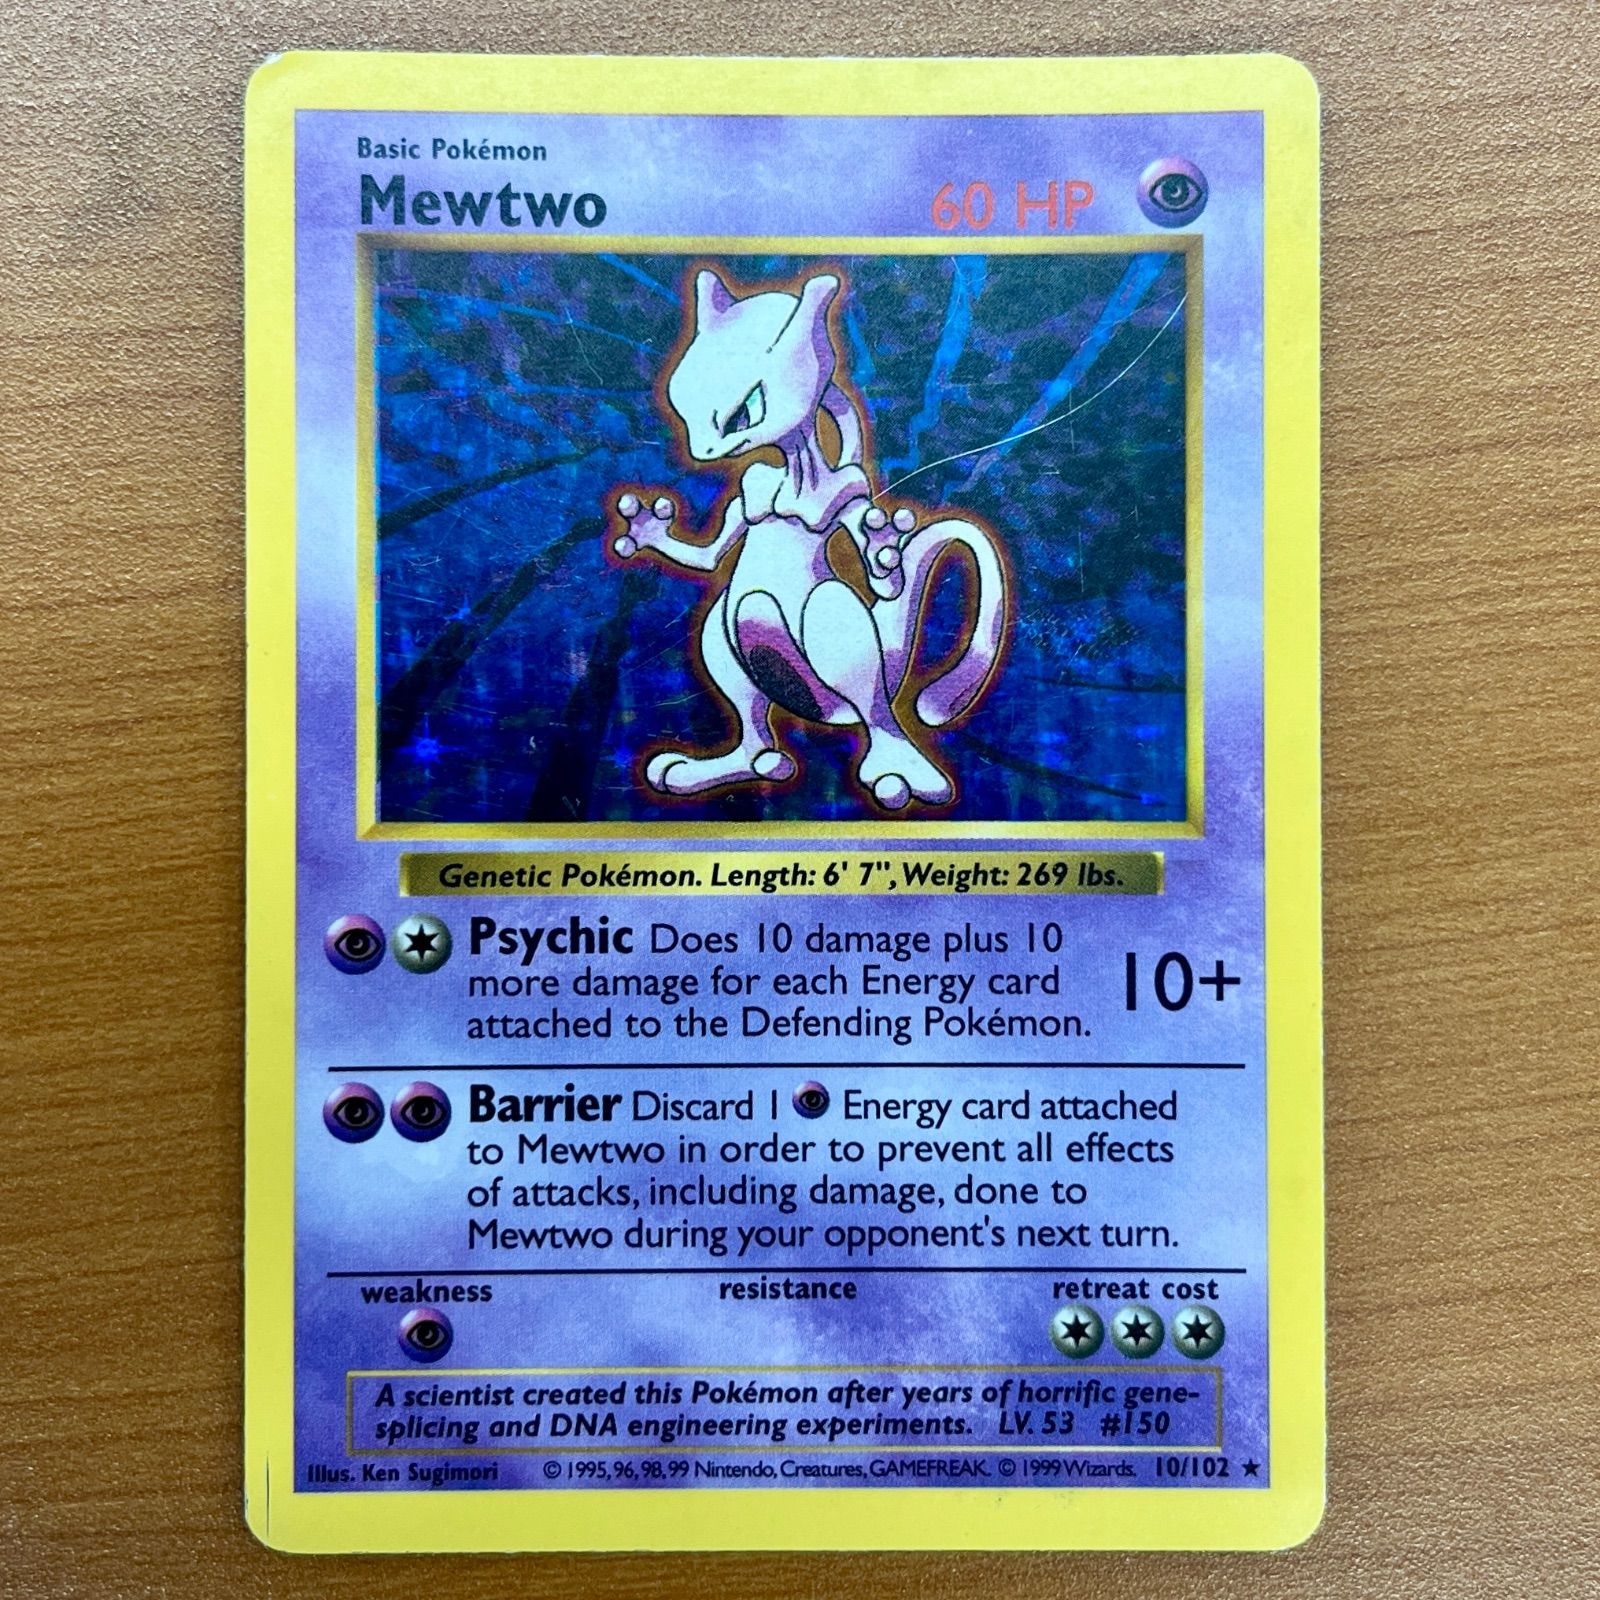 Basic Pokémon
Mewtwo 60 HP
Genetic Pokémon. Length: 6' 7", Weight: 269 lbs.
Psychic Does 10 damage plus 10
more damage for each Energy card
attached to the Defending Pokémon.
10+
Barrier Discard 1 Energy card attached
to Mewtwo in order to prevent all effects
of attacks, including damage, done to
Mewtwo during your opponent's next turn.
weakness resistance retreat cost
A scientist created this Pokémon after years of horrific gene-
splicing and DNA engineering experiments. LV. 53 #150
Illus. Ken Sugimori © 1995, 96, 98, 99 Nintendo, Creatures, GAMEFREAK. © 1999 Wizards. 10/102 ★